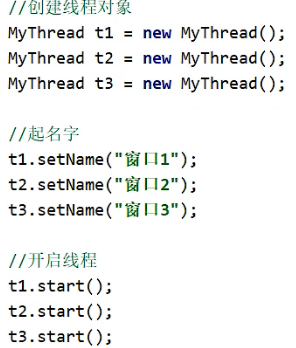 //创建线程对象
MyThread t1 = new MyThread();
MyThread t2 = new MyThread();
MyThread t3 = new MyThread();
//起名字
t1.setName("窗口1");
t2.setName("窗口2");
t3.setName("窗口3");
//开启线程
t1.start();
t2.start();
t3.start();